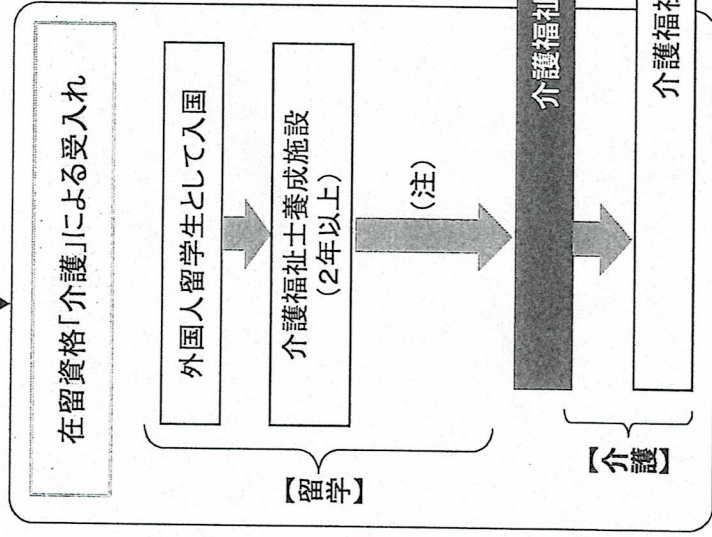 在留資格「介護」による受入れ
外国人留学生として入国
介護福祉士養成施設
(2年以上)
(注)
【留学】
介護福祉
【介護】
介護福祉